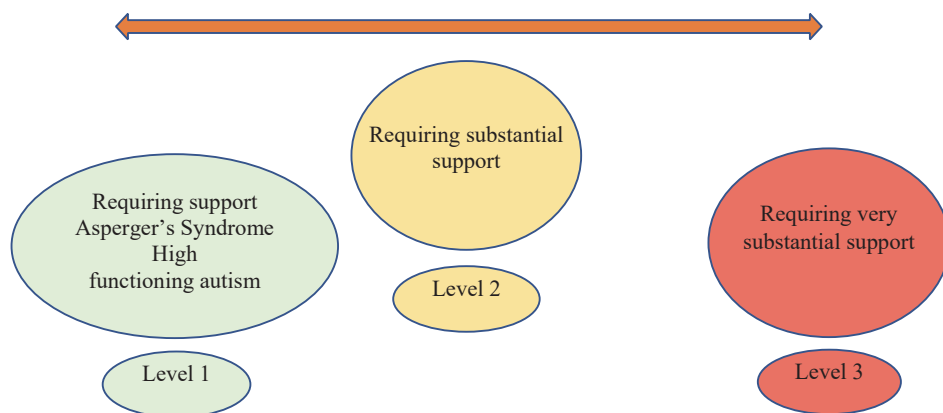 Requiring substantial
support
Requiring support
Asperger's Syndrome
High
functioning autism
Requiring very
substantial support
Level 2
Level 1
Level 3